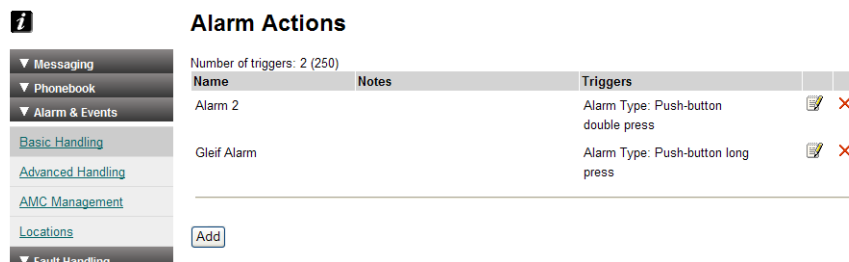 i
Alarm Actions
Messaging
Phonebook
Alarm & Events
Basic Handling
Advanced Handling
AMC Management
Locations
Fault Handling
Number of triggers: 2 (250)
Name Notes Triggers
Alarm 2 Alarm Type: Push-button
double press
Gleif Alarm Alarm Type: Push-button long
press
Add